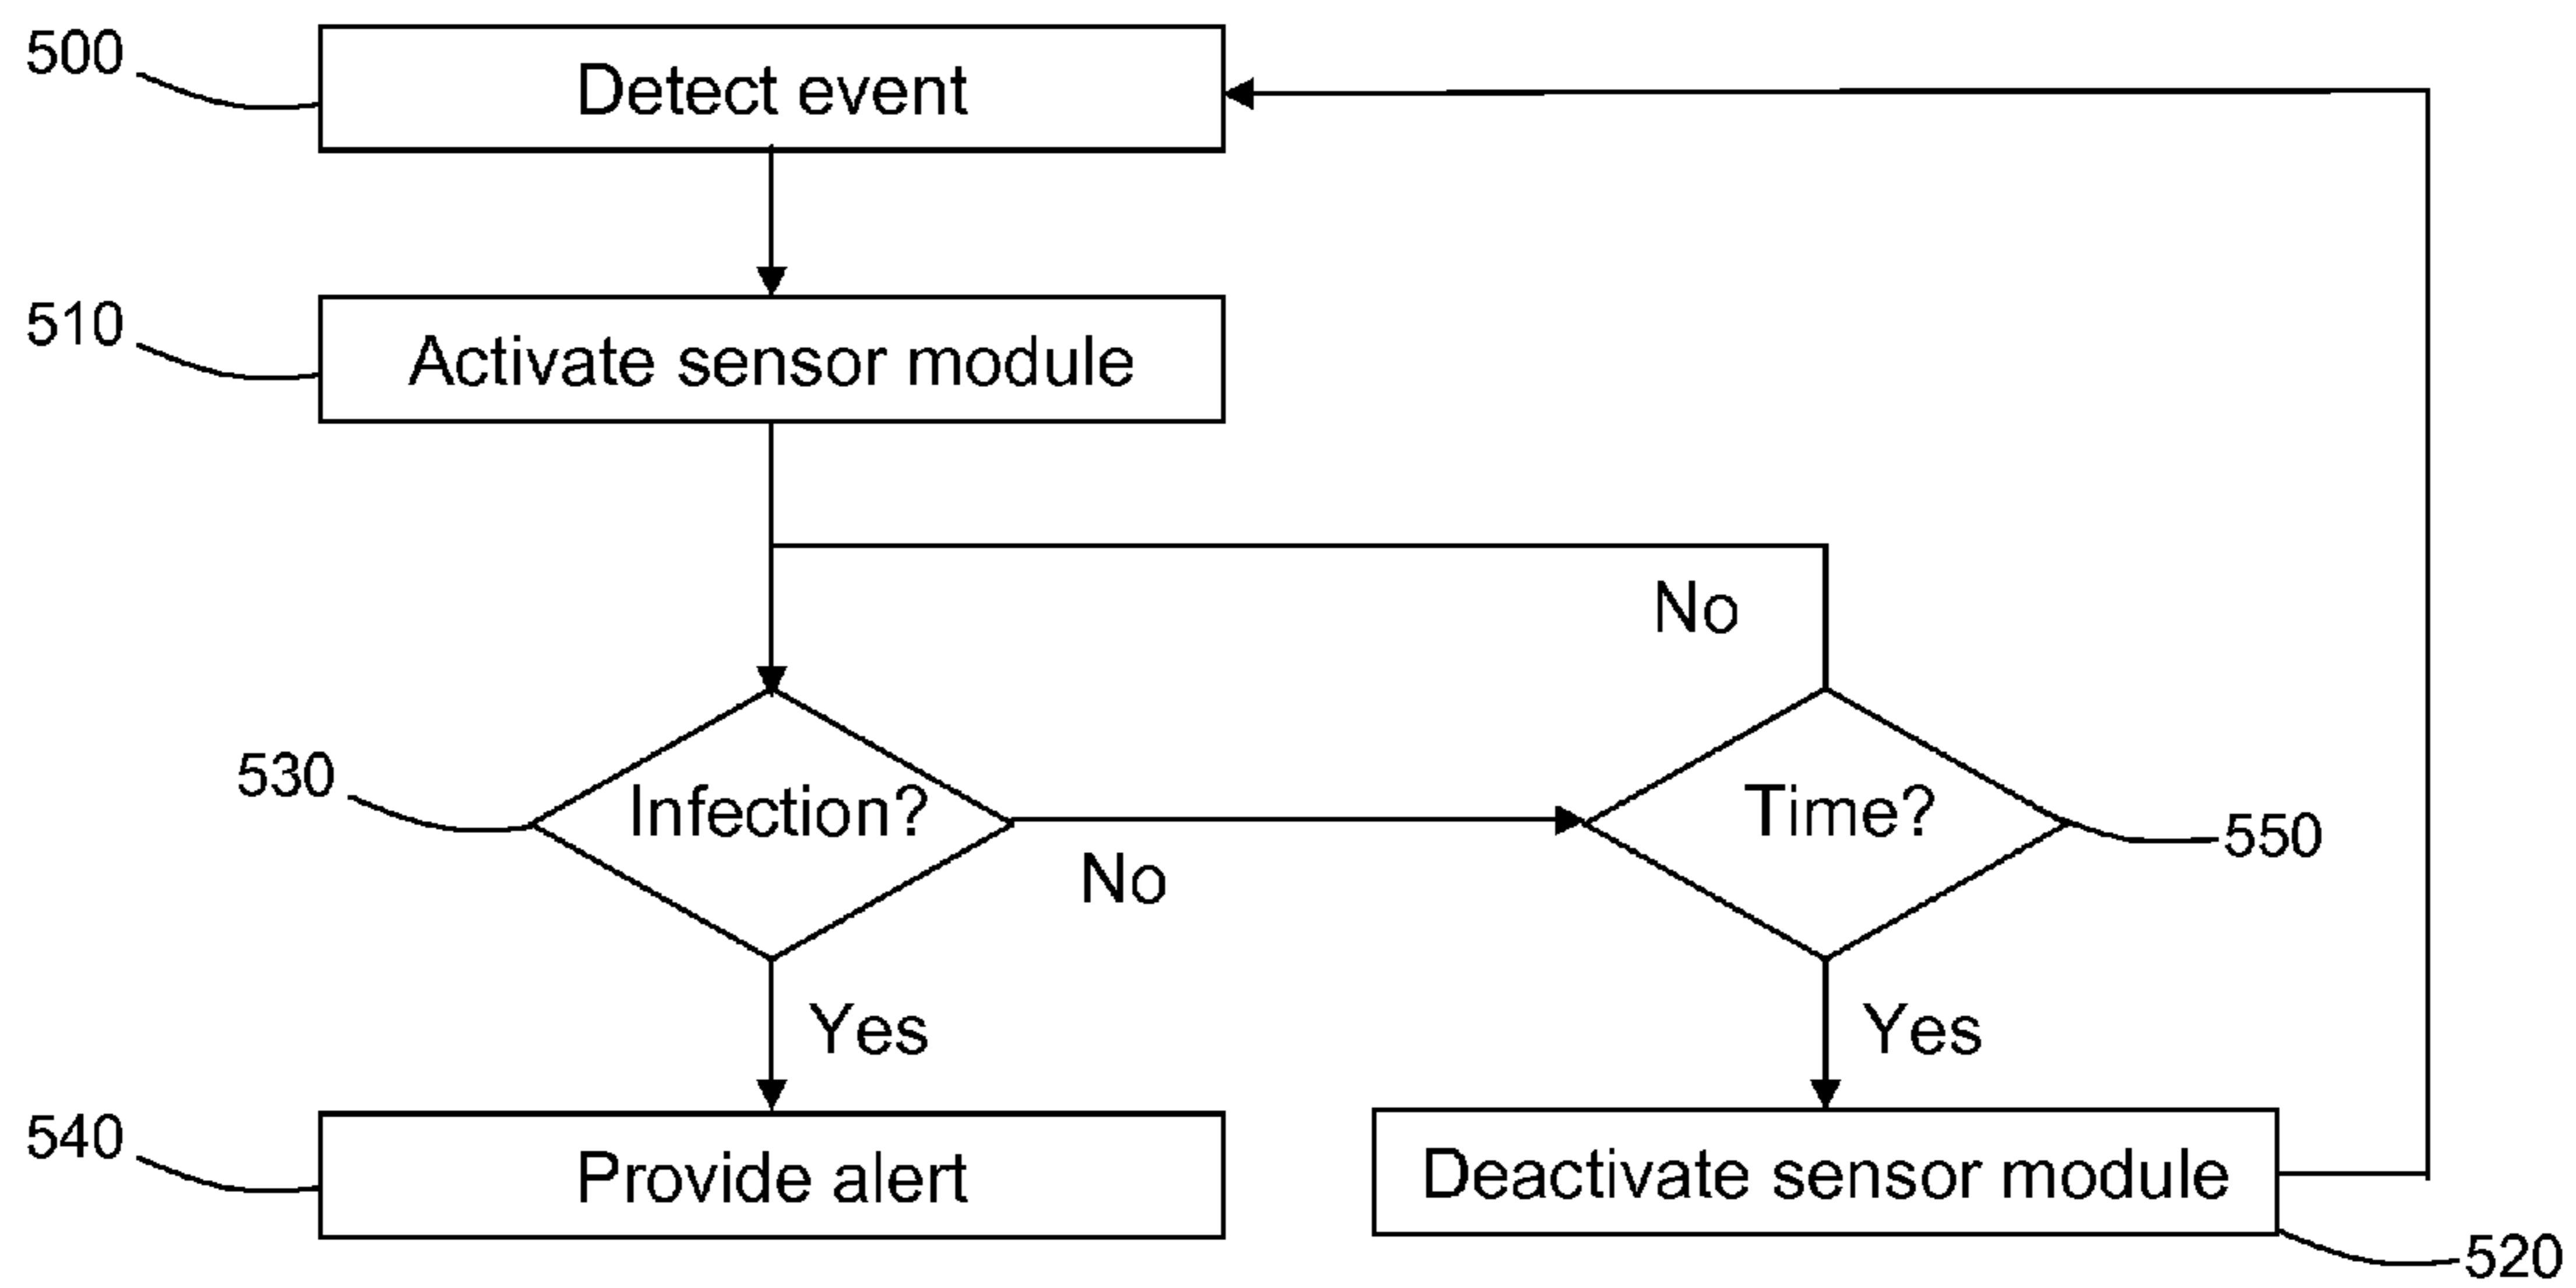 500
Detect event
510
Activate sensor module
No
530
Infection?
Time?
550
No
Yes
Yes
540
Provide alert
Deactivate sensor module
520